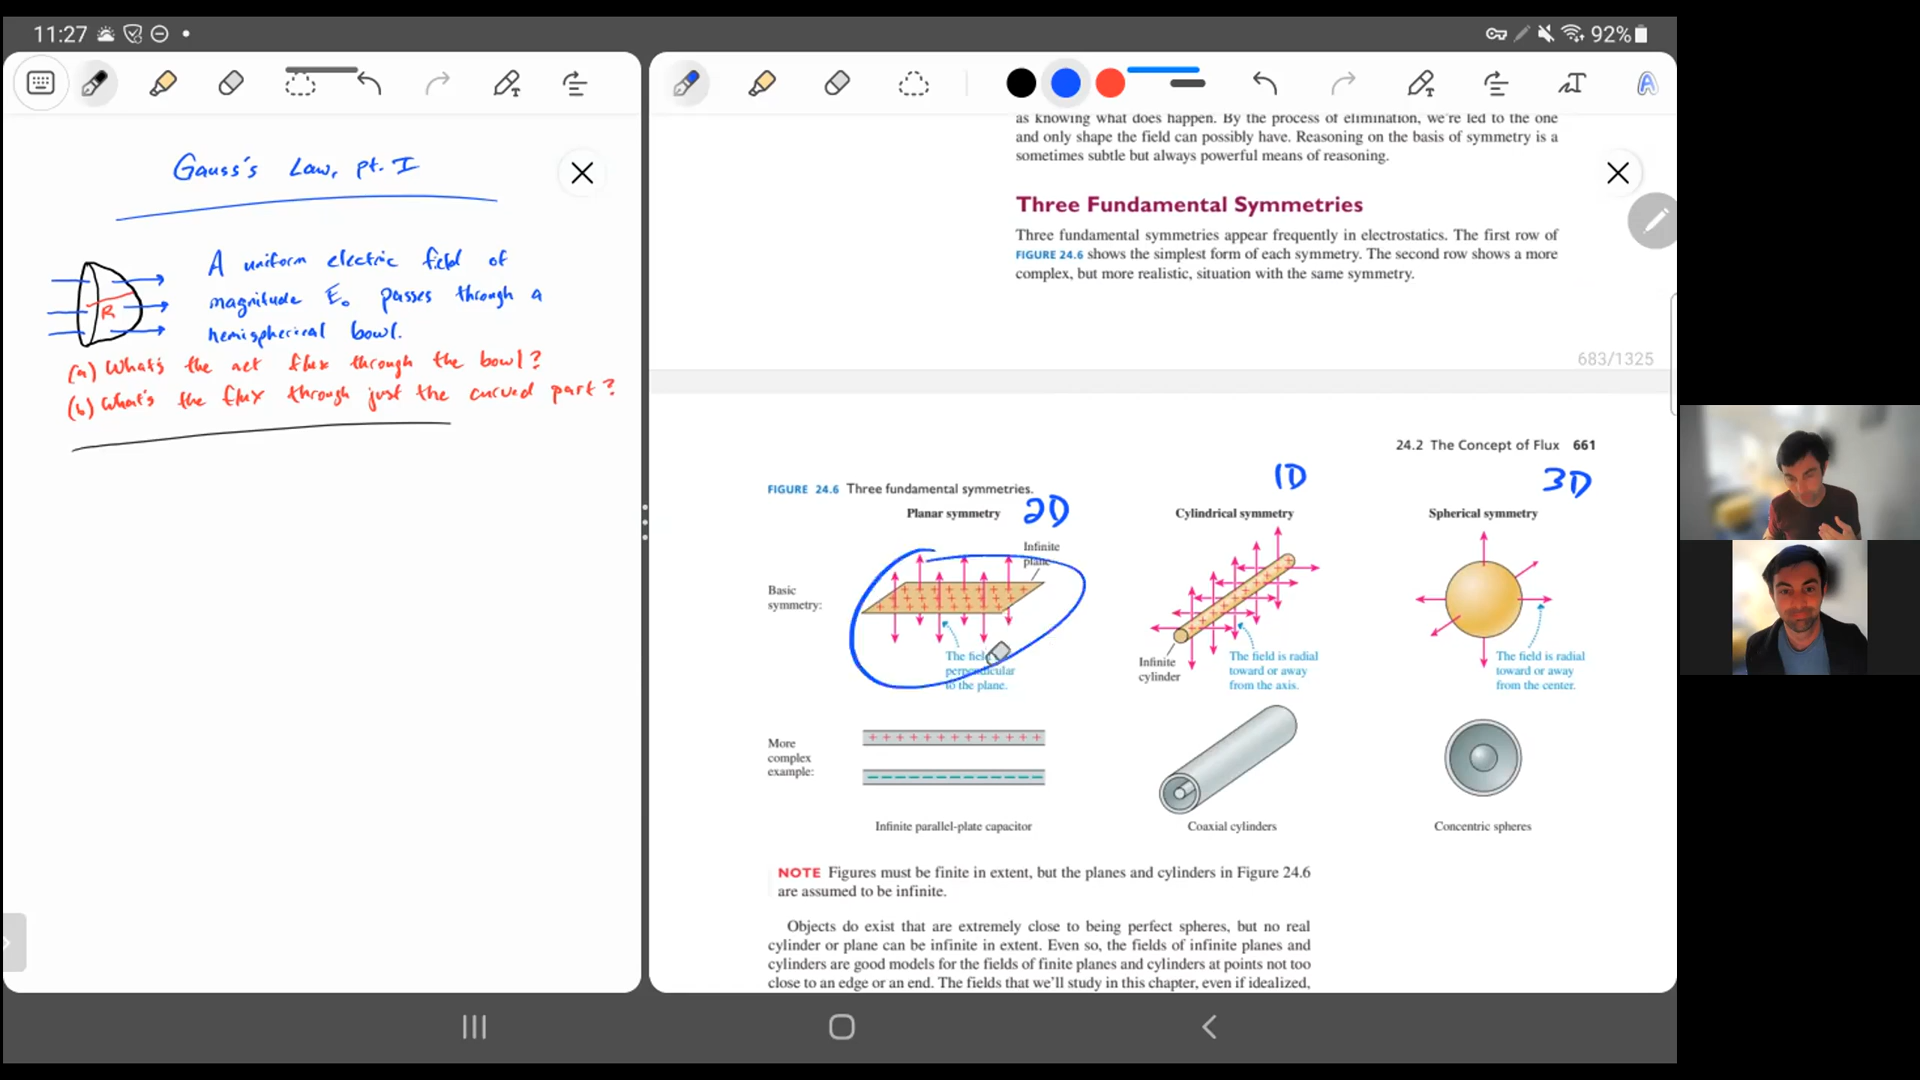 11:27
92%
Gauss's Law, pt. I
A uniform electric field of
magnitude E₀ passes through a
hemispherical bowl.
R
(a) What's the net flux through the bowl?
(b) What's the flux through just the curved part?
as knowing what does happen. By the process of elimination, we're led to the one
and only shape the field can possibly have. Reasoning on the basis of symmetry is a
sometimes subtle but always powerful means of reasoning.
Three Fundamental Symmetries
Three fundamental symmetries appear frequently in electrostatics. The first row of
FIGURE 24.6 shows the simplest form of each symmetry. The second row shows a more
complex, but more realistic, situation with the same symmetry.
683/1325
24.2 The Concept of Flux 661
FIGURE 24.6 Three fundamental symmetries.
2D
1D
3D
Planar symmetry
Cylindrical symmetry
Spherical symmetry
Basic
symmetry:
Infinite
plane
The field
perpendicular
to the plane.
Infinite
cylinder
The field is radial
toward or away
from the axis.
The field is radial
toward or away
from the center.
More
complex
example:
Infinite parallel-plate capacitor
Coaxial cylinders
Concentric spheres
NOTE Figures must be finite in extent, but the planes and cylinders in Figure 24.6
are assumed to be infinite.
Objects do exist that are extremely close to being perfect spheres, but no real
cylinder or plane can be infinite in extent. Even so, the fields of infinite planes and
cylinders are good models for the fields of finite planes and cylinders at points not too
close to an edge or an end. The fields that we'll study in this chapter, even if idealized,